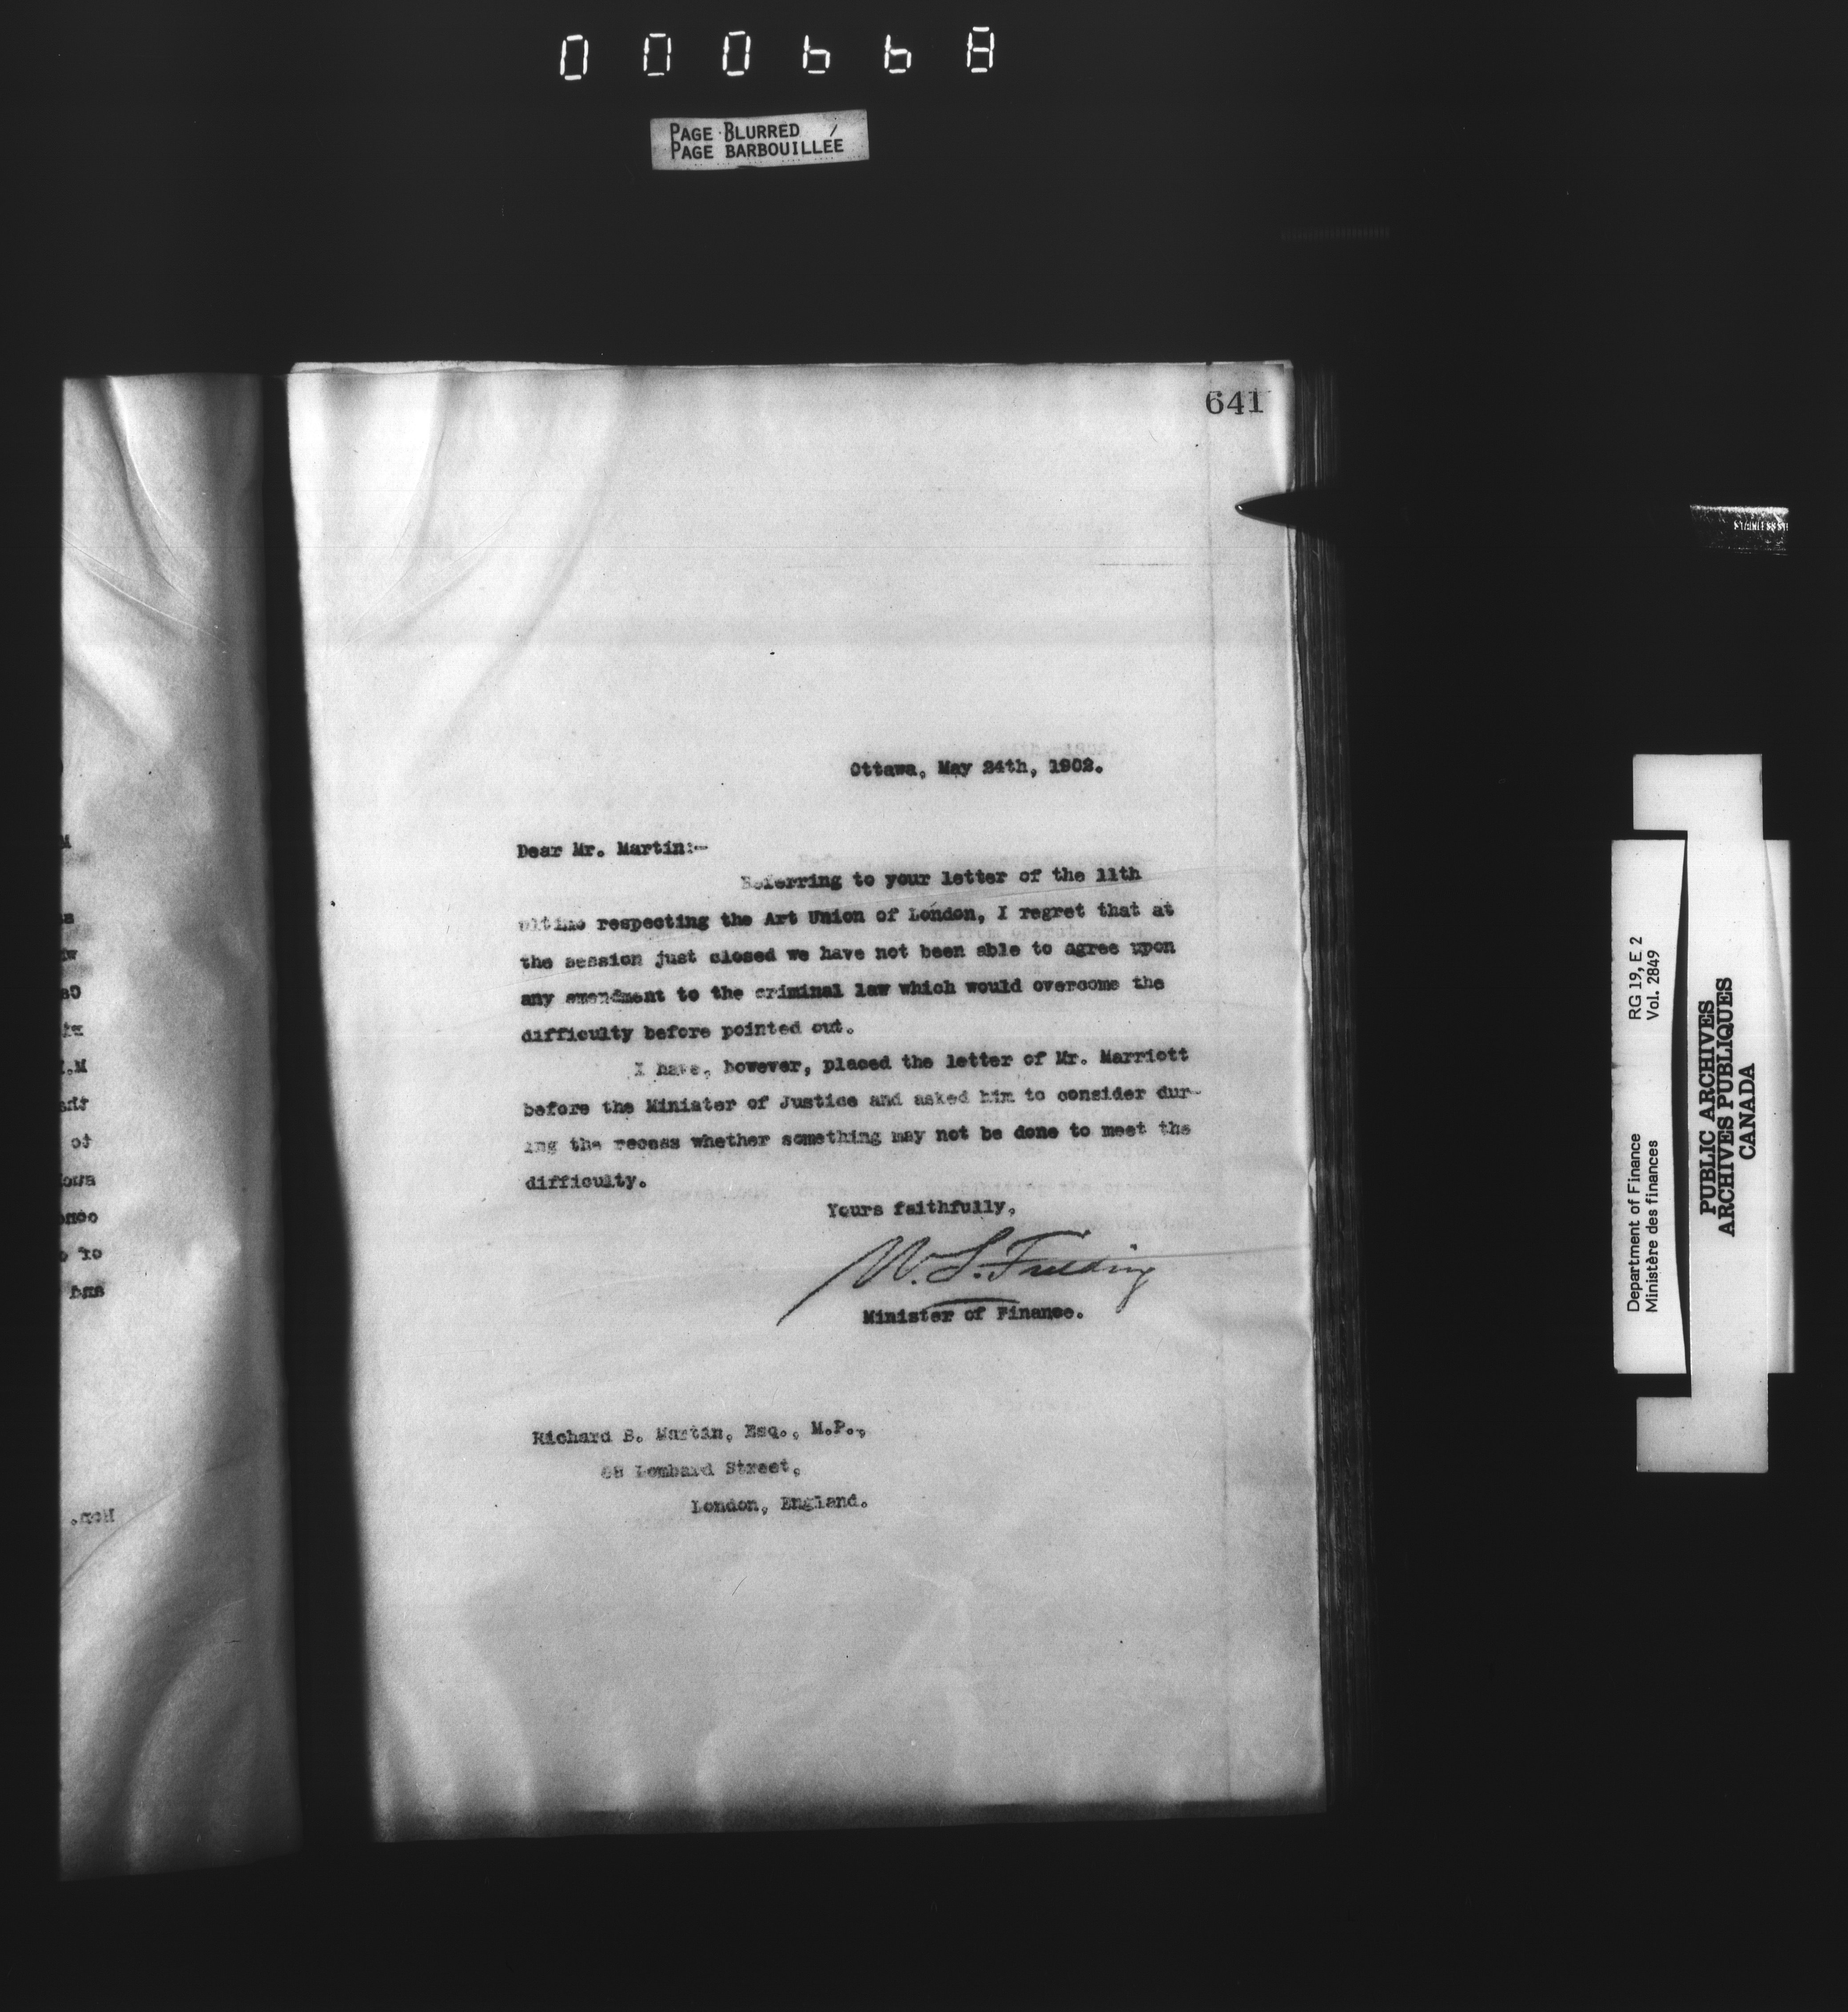 000668
PAGE BLURRED
PAGE BARBOUILLÉE
641
Ottawa, May 24th, 1902.
Dear Mr. Martin:-
Referring to your letter of the 11th
ultimo respecting the Art Union of London, I regret that at
the session just closed we have not been able to agree upon
any amendment to the criminal law which would overcome the
difficulty before pointed out.
I have, however, placed the letter of Mr. Marriott
before the Minister of Justice and asked him to consider dur-
ing the recess whether something may not be done to meet the
difficulty.
Yours faithfully,
W. S. Fielding
Minister of Finance.
Richard B. Martin, Esq., M.P.,
68 Lombard Street,
London, England.
Department of Finance RG 19, E 2
Ministère des finances Vol. 2849
PUBLIC ARCHIVES
ARCHIVES PUBLIQUES
CANADA